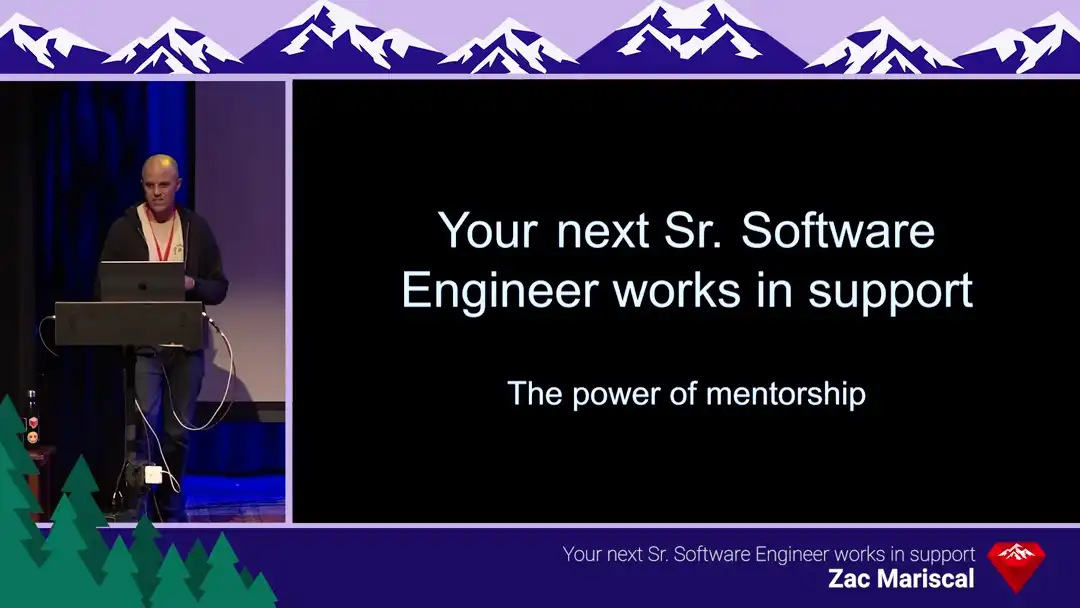 Your next Sr. Software
Engineer works in support
The power of mentorship
Your next Sr. Software Engineer works in support
Zac Mariscal